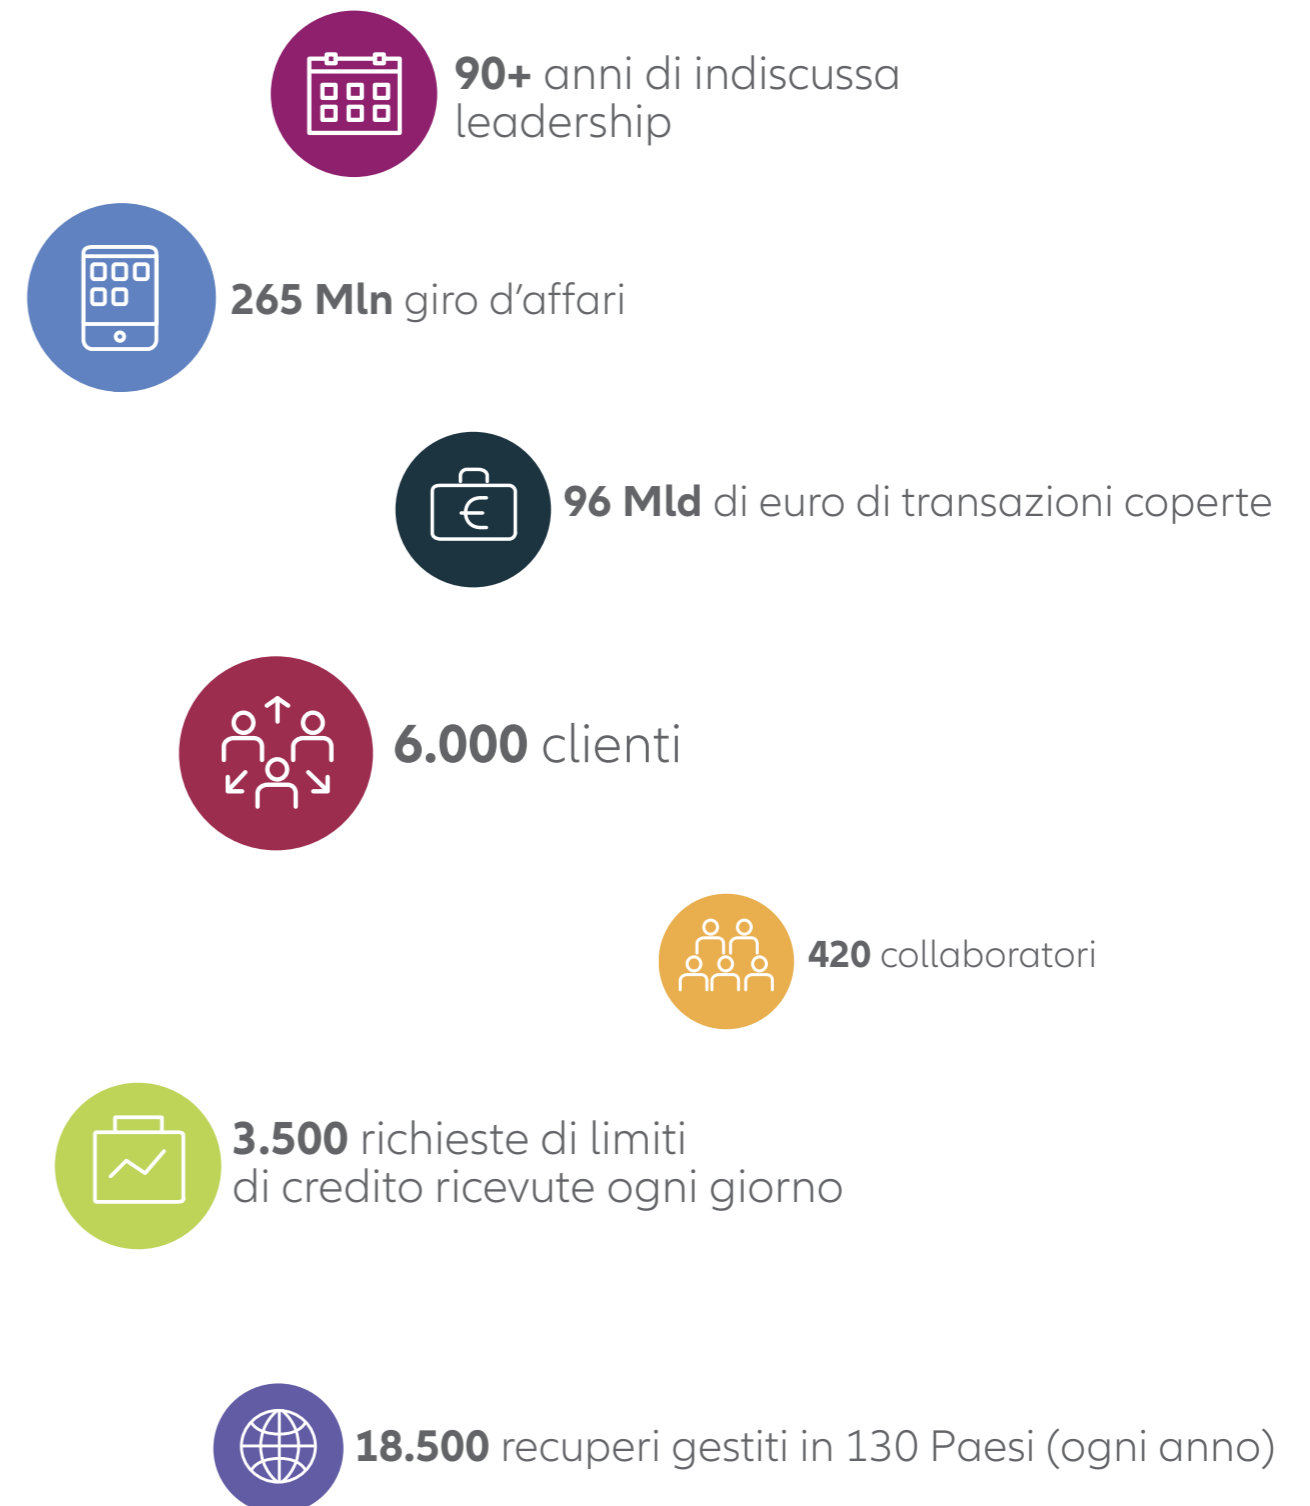 90+ anni di indiscussa
leadership
265 Mln giro d’affari
€
96 Mld di euro di transazioni coperte
6.000 clienti
420 collaboratori
3.500 richieste di limiti
di credito ricevute ogni giorno
18.500 recuperi gestiti in 130 Paesi (ogni anno)